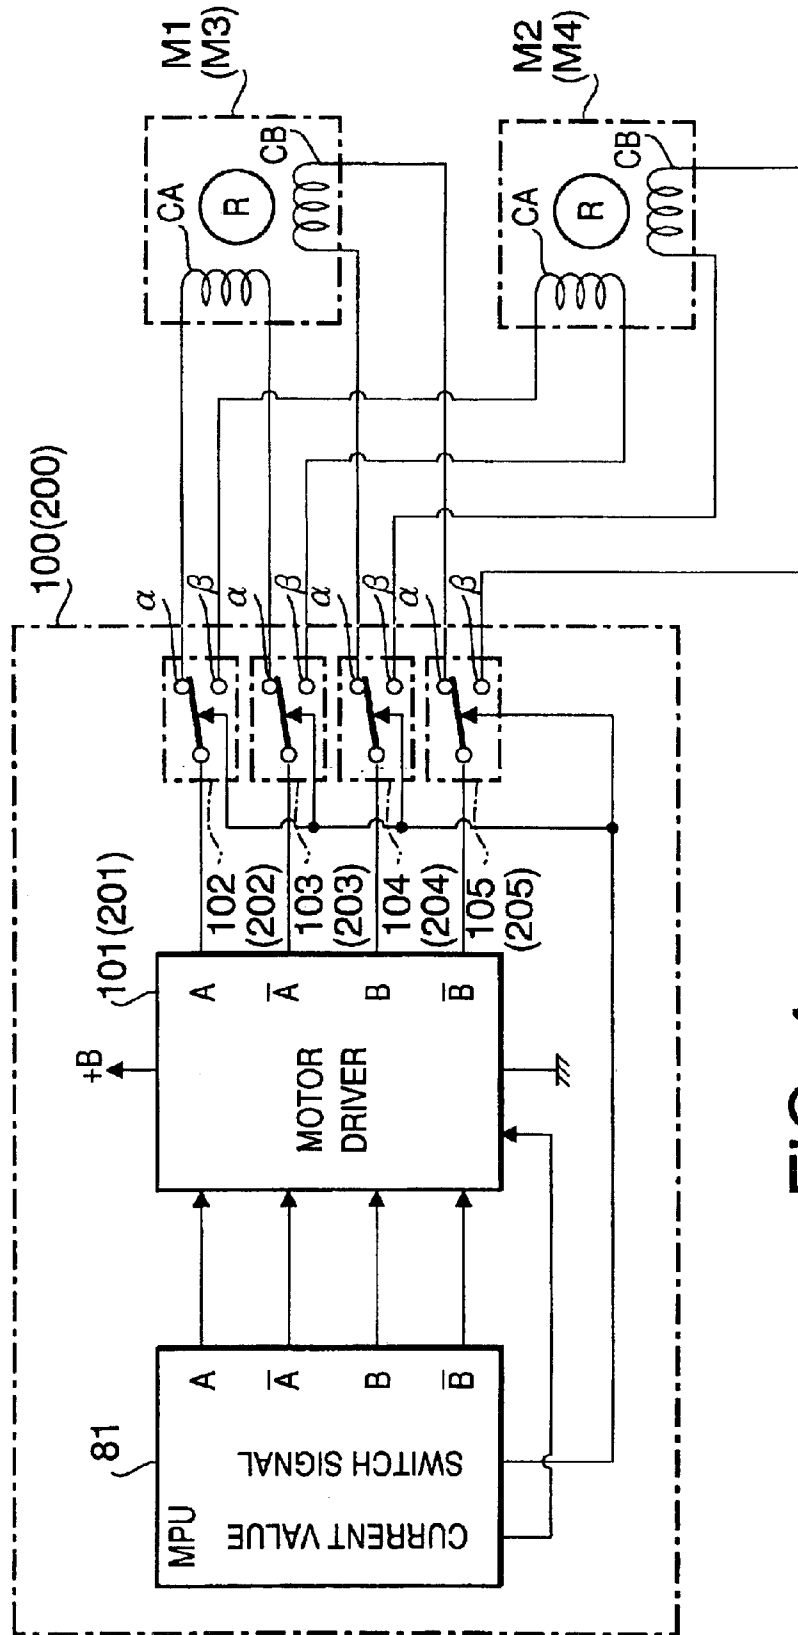 100(200)
81
MPU
CURRENT VALUE
SWITCH SIGNAL
A
A̅
B
B̅
101(201)
+B
MOTOR
DRIVER
A
A̅
B
B̅
102
(202)
103
(203)
104
(204)
105
(205)
α
β
α
β
α
β
α
β
M1
(M3)
CA
R
CB
M2
(M4)
CA
R
CB
FIG